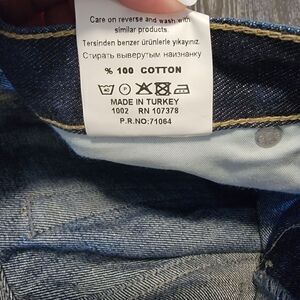 Care on reverse and wash with
similar products.
Tersinden benzer ürünlerle yıkayınız.
Стирать вывернутым наизнанку
% 100 COTTON
MADE IN TURKEY
1002 RN 107378
P.R.NO:71064